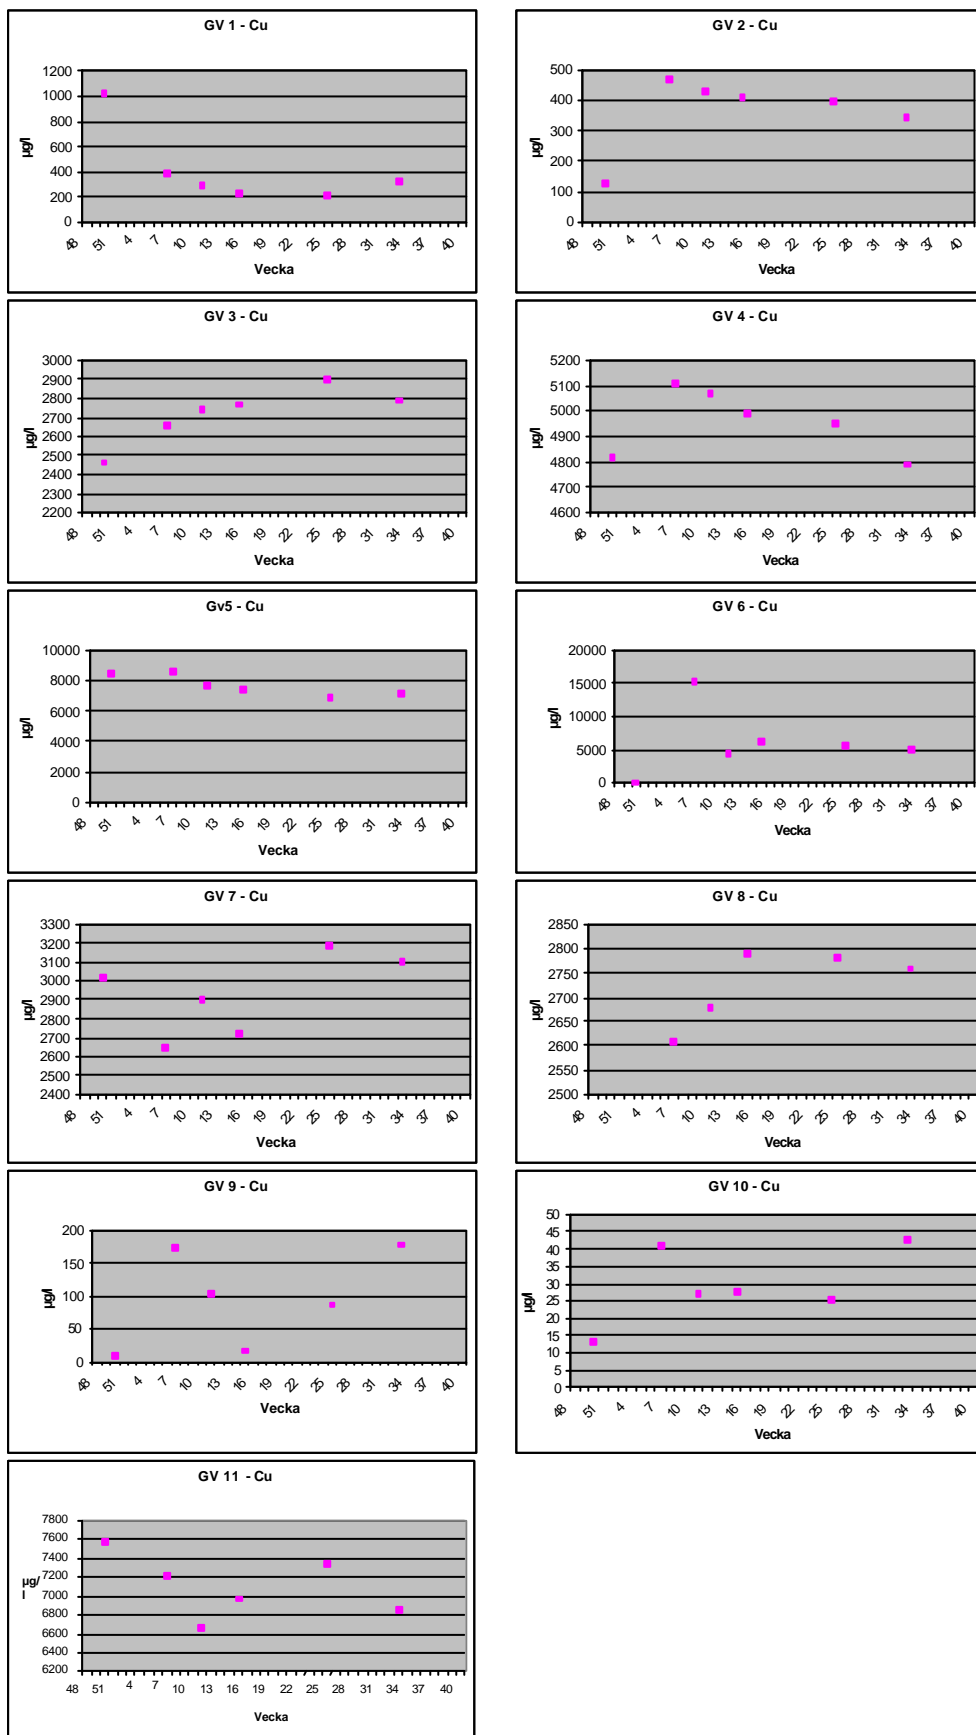 GV 1 - Cu
1200
1000
800
600
400
200
0
µg/l
48 51 4 7 10 13 16 19 22 25 28 31 34 37 40
Vecka
GV 2 - Cu
500
400
300
200
100
0
µg/l
48 51 4 7 10 13 16 19 22 25 28 31 34 37 40
Vecka
GV 3 - Cu
3000
2900
2800
2700
2600
2500
2400
2300
2200
µg/l
48 51 4 7 10 13 16 19 22 25 28 31 34 37 40
Vecka
GV 4 - Cu
5200
5100
5000
4900
4800
4700
4600
µg/l
48 51 4 7 10 13 16 19 22 25 28 31 34 37 40
Vecka
Gv5 - Cu
10000
8000
6000
4000
2000
0
µg/l
48 51 4 7 10 13 16 19 22 25 28 31 34 37 40
Vecka
GV 6 - Cu
20000
15000
10000
5000
0
µg/l
48 51 4 7 10 13 16 19 22 25 28 31 34 37 40
Vecka
GV 7 - Cu
3300
3200
3100
3000
2900
2800
2700
2600
2500
2400
µg/l
48 51 4 7 10 13 16 19 22 25 28 31 34 37 40
Vecka
GV 8 - Cu
2850
2800
2750
2700
2650
2600
2550
2500
µg/l
48 51 4 7 10 13 16 19 22 25 28 31 34 37 40
Vecka
GV 9 - Cu
200
150
100
50
0
µg/l
48 51 4 7 10 13 16 19 22 25 28 31 34 37 40
Vecka
GV 10 - Cu
50
45
40
35
30
25
20
15
10
5
0
µg/l
48 51 4 7 10 13 16 19 22 25 28 31 34 37 40
Vecka
GV 11 - Cu
7800
7600
7400
7200
7000
6800
6600
6400
6200
µg/
l
48 51 4 7 10 13 16 19 22 25 28 31 34 37 40
Vecka